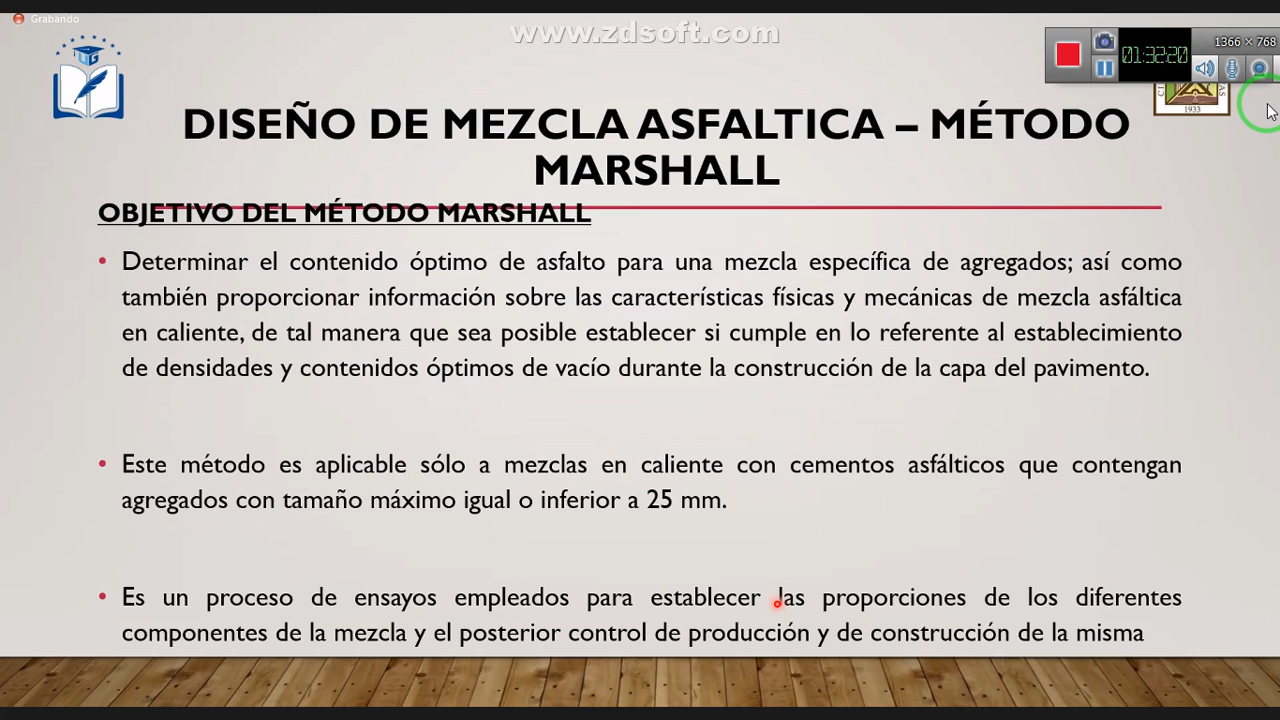 Grabando
www.zdsoft.com
01:32:20
1366 × 768
1933
DISEÑO DE MEZCLA ASFALTICA – MÉTODO
MARSHALL
OBJETIVO DEL MÉTODO MARSHALL
• Determinar el contenido óptimo de asfalto para una mezcla específica de agregados; así como
también proporcionar información sobre las características físicas y mecánicas de mezcla asfáltica
en caliente, de tal manera que sea posible establecer si cumple en lo referente al establecimiento
de densidades y contenidos óptimos de vacío durante la construcción de la capa del pavimento.
• Este método es aplicable sólo a mezclas en caliente con cementos asfálticos que contengan
agregados con tamaño máximo igual o inferior a 25 mm.
• Es un proceso de ensayos empleados para establecer las proporciones de los diferentes
componentes de la mezcla y el posterior control de producción y de construcción de la misma